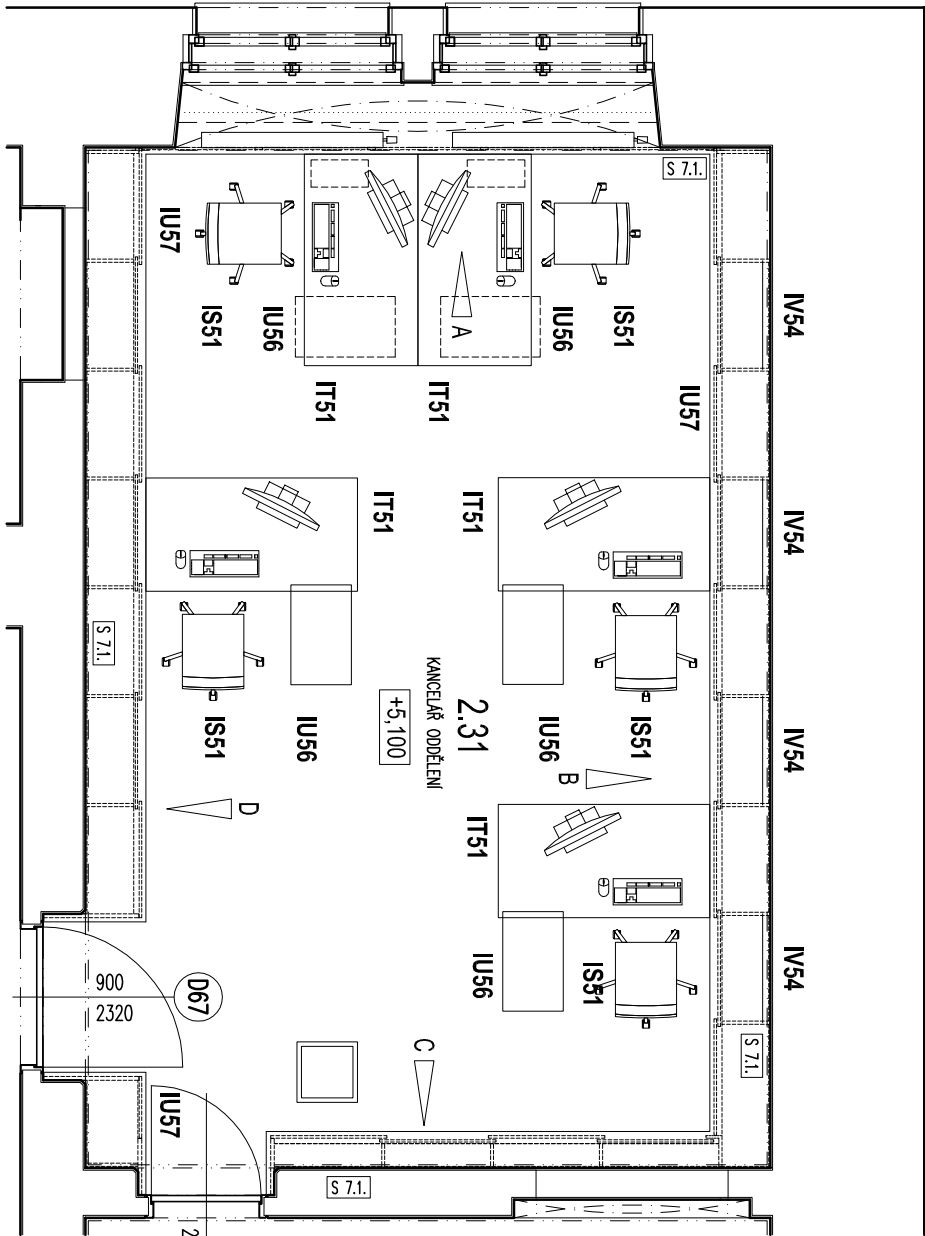 S 7.1.
IV54
IU57
IS51
IU56
A
IU56
IS51
IT51
IT51
IU57
IT51
IT51
IV54
S 7.1.
IS51
IU56
2.31
KANCELÁŘ ODDĚLENÍ
+5,100
IU56
IS51
IV54
B
D
IT51
IU56
IS51
IV54
900
2320
D67
C
S 7.1.
IU57
S 7.1.
2